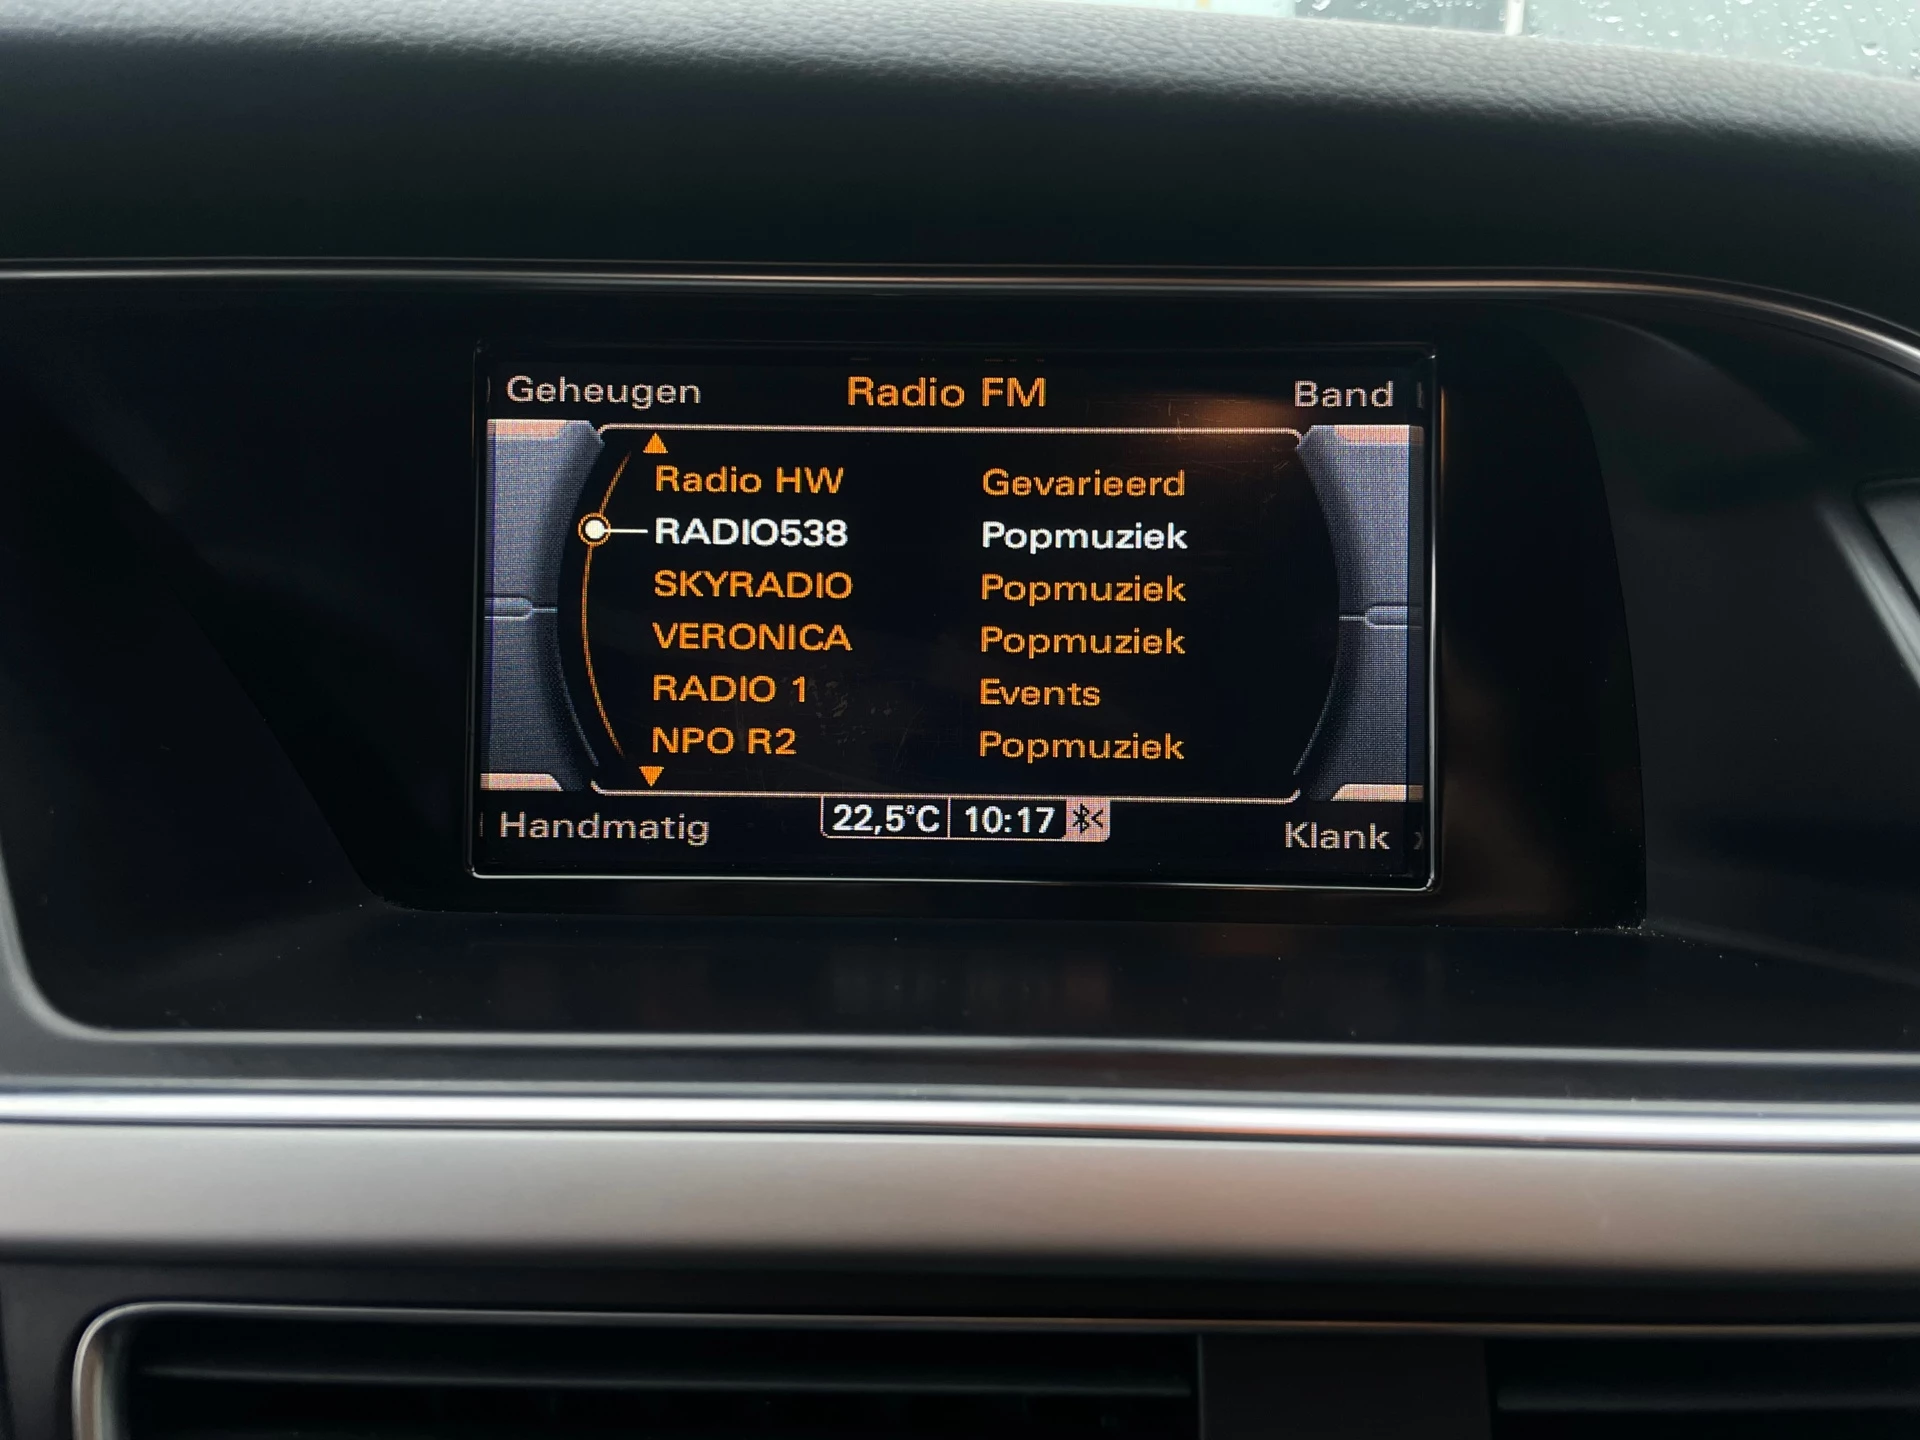 Geheugen Radio FM Band
Radio HW Gevarieerd
RADIO538 Popmuziek
SKYRADIO Popmuziek
VERONICA Popmuziek
RADIO 1 Events
NPO R2 Popmuziek
Handmatig 22,5°C 10:17 Klank